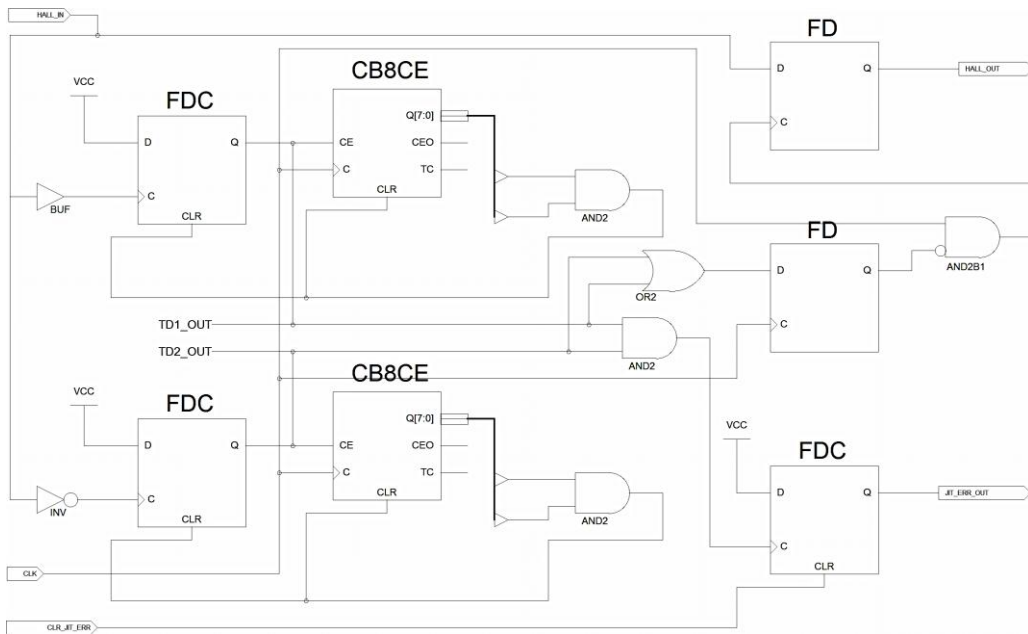 HALL_IN
FD
CB8CE
VCC
FDC
D
Q
HALL_OUT
Q[7:0]
D
Q
CE
CEO
C
C
TC
C
CLR
BUF
CLR
AND2
FD
AND2B1
D
Q
OR2
TD1_OUT
C
TD2_OUT
AND2
CB8CE
VCC
FDC
Q[7:0]
VCC
FDC
D
Q
CE
CEO
C
TC
D
Q
JIT_ERR_OUT
C
CLR
INV
CLR
AND2
C
CLK
CLR
CLR_JIT_ERR